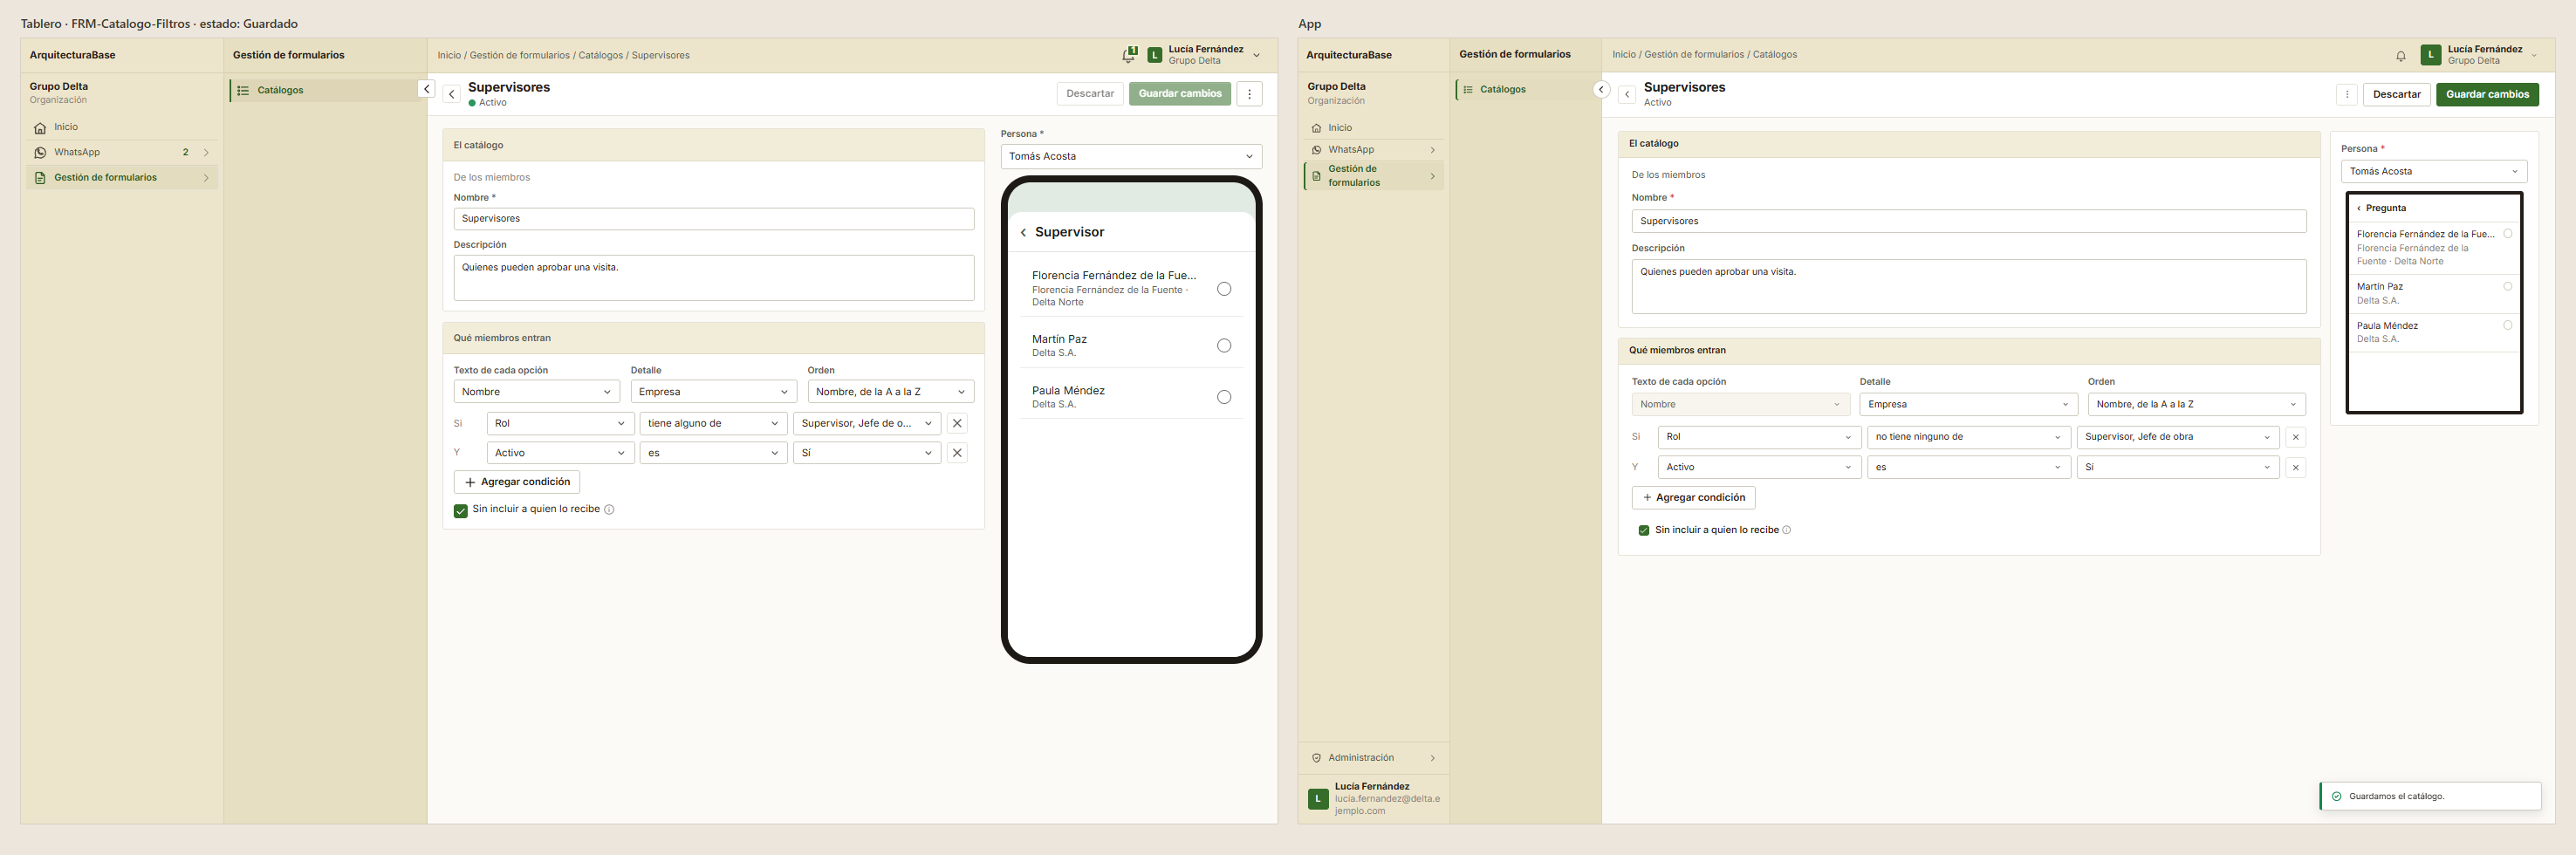 Tablero · FRM-Catalogo-Filtros · estado: Guardado
ArquitecturaBase
Grupo Delta
Organización
Inicio
WhatsApp 2
Gestión de formularios
Gestión de formularios
Catálogos
Inicio / Gestión de formularios / Catálogos / Supervisores
1
L
Lucía Fernández
Grupo Delta
Supervisores
Activo
Descartar
Guardar cambios
El catálogo
De los miembros
Nombre *
Supervisores
Descripción
Quienes pueden aprobar una visita.
Qué miembros entran
Texto de cada opción Detalle Orden
Nombre Empresa Nombre, de la A a la Z
Si Rol tiene alguno de Supervisor, Jefe de o...
Y Activo es Sí
Agregar condición
Sin incluir a quien lo recibe
Persona *
Tomás Acosta
Supervisor
Florencia Fernández de la Fue...
Florencia Fernández de la Fuente ·
Delta Norte
Martín Paz
Delta S.A.
Paula Méndez
Delta S.A.
App
ArquitecturaBase
Grupo Delta
Organización
Inicio
WhatsApp
Gestión de
formularios
Administración
L
Lucía Fernández
lucia.fernandez@delta.e
jemplo.com
Gestión de formularios
Catálogos
Inicio / Gestión de formularios / Catálogos
L
Lucía Fernández
Grupo Delta
Supervisores
Activo
Descartar
Guardar cambios
El catálogo
De los miembros
Nombre *
Supervisores
Descripción
Quienes pueden aprobar una visita.
Qué miembros entran
Texto de cada opción Detalle Orden
Nombre Empresa Nombre, de la A a la Z
Si Rol no tiene ninguno de Supervisor, Jefe de obra
Y Activo es Sí
Agregar condición
Sin incluir a quien lo recibe
Persona *
Tomás Acosta
Pregunta
Florencia Fernández de la Fue...
Florencia Fernández de la
Fuente · Delta Norte
Martín Paz
Delta S.A.
Paula Méndez
Delta S.A.
Guardamos el catálogo.